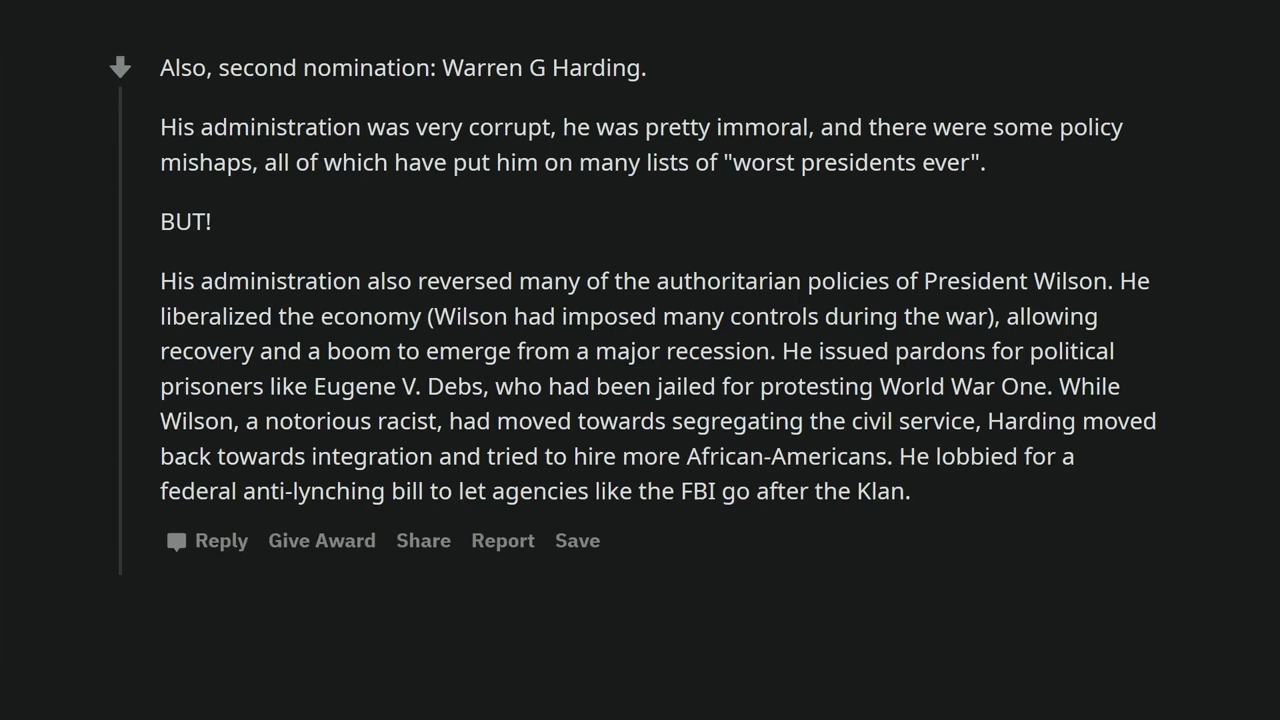 Also, second nomination: Warren G Harding.
His administration was very corrupt, he was pretty immoral, and there were some policy
mishaps, all of which have put him on many lists of "worst presidents ever".
BUT!
His administration also reversed many of the authoritarian policies of President Wilson. He
liberalized the economy (Wilson had imposed many controls during the war), allowing
recovery and a boom to emerge from a major recession. He issued pardons for political
prisoners like Eugene V. Debs, who had been jailed for protesting World War One. While
Wilson, a notorious racist, had moved towards segregating the civil service, Harding moved
back towards integration and tried to hire more African-Americans. He lobbied for a
federal anti-lynching bill to let agencies like the FBI go after the Klan.
Reply Give Award Share Report Save